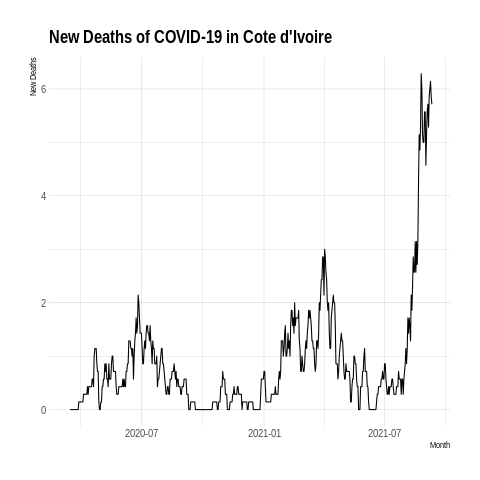 New Deaths of COVID-19 in Cote d'Ivoire
New Deaths
6
4
2
0
2020-07
2021-01
2021-07
Month